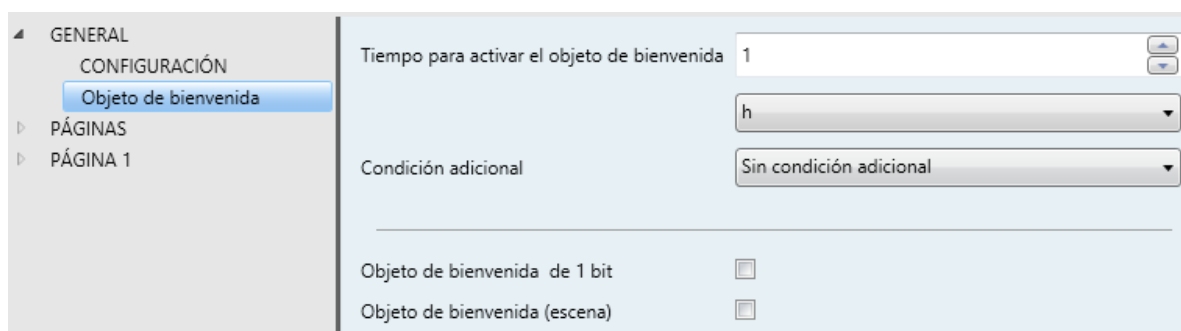 GENERAL
CONFIGURACIÓN
Objeto de bienvenida
PÁGINAS
PÁGINA 1
Tiempo para activar el objeto de bienvenida 1
h
Condición adicional Sin condición adicional
Objeto de bienvenida de 1 bit
Objeto de bienvenida (escena)